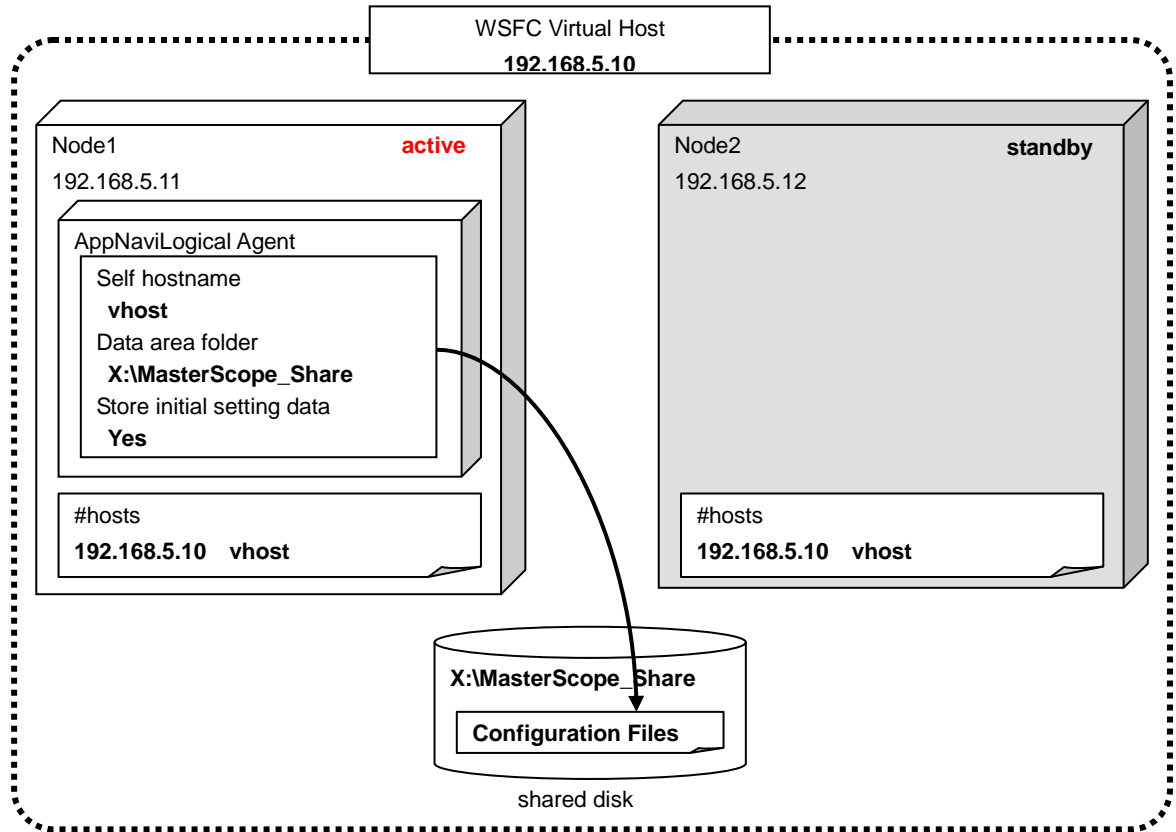 WSFC Virtual Host
192.168.5.10
Node1
active
192.168.5.11
AppNaviLogical Agent
Self hostname
vhost
Data area folder
X:\MasterScope_Share
Store initial setting data
Yes
#hosts
192.168.5.10 vhost
Node2
standby
192.168.5.12
#hosts
192.168.5.10 vhost
X:\MasterScope_Share
Configuration Files
shared disk